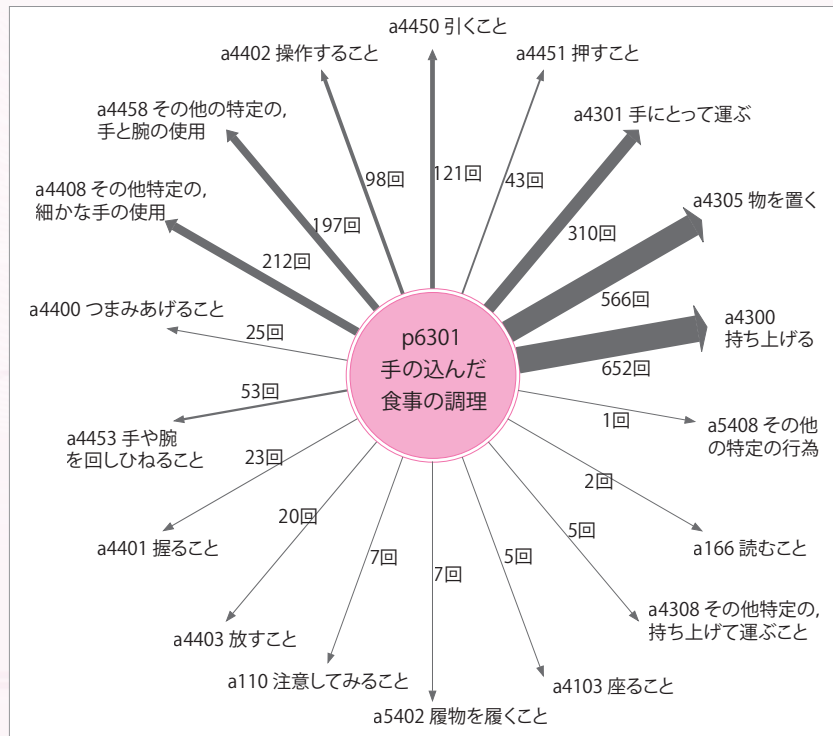 a4450 引くこと
a4402 操作すること
a4451 押すこと
a4458 その他の特定の,
手と腕の使用
a4301 手にとって運ぶ
a4408 その他特定の,
細かな手の使用
a4305 物を置く
98回
121回
43回
197回
310回
212回
566回
a4400 つまみあげること
25回
a4300
持ち上げる
652回
p6301
手の込んだ
食事の調理
53回
1回
a5408 その他
の特定の行為
a4453 手や腕
を回しひねること
23回
2回
a4401 握ること
20回
5回
a166 読むこと
7回
7回
5回
a4308 その他特定の,
持ち上げて運ぶこと
a4403 放すこと
a110 注意してみること
a4103 座ること
a5402 履物を履くこと